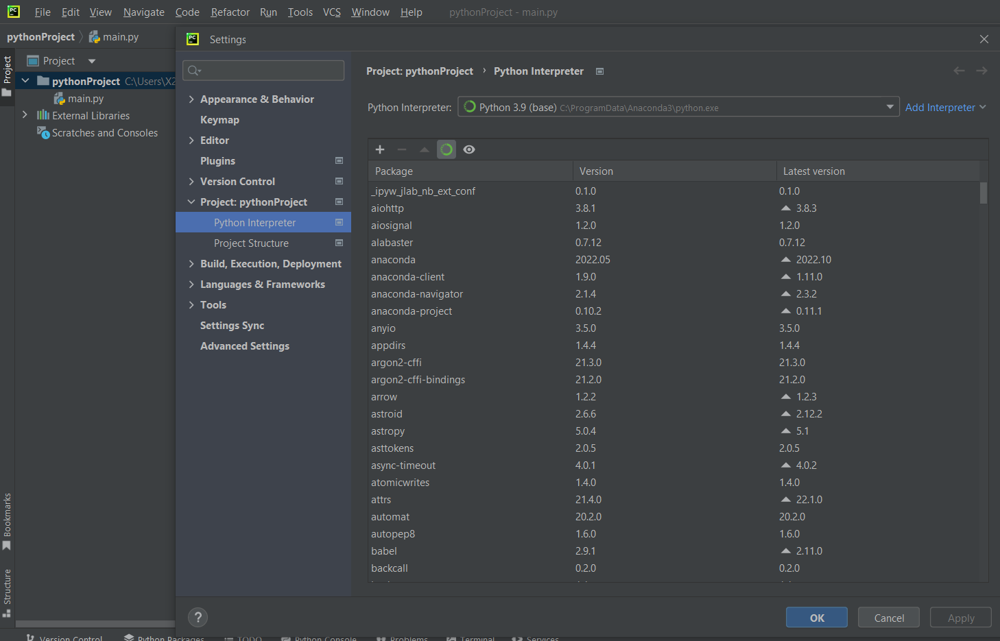 PC File Edit View Navigate Code Refactor Run Tools VCS Window Help pythonProject - main.py
pythonProject main.py
PC Settings
Project
Project
pythonProject C:\Users\X2
main.py
External Libraries
Scratches and Consoles
Bookmarks
Structure
Appearance & Behavior
Keymap
Editor
Plugins
Version Control
Project: pythonProject
Python Interpreter
Project Structure
Build, Execution, Deployment
Languages & Frameworks
Tools
Settings Sync
Advanced Settings
Project: pythonProject › Python Interpreter
Python Interpreter: Python 3.9 (base) C:\ProgramData\Anaconda3\python.exe Add Interpreter
Package Version Latest version
_ipyw_jlab_nb_ext_conf 0.1.0 0.1.0
aiohttp 3.8.1 3.8.3
aiosignal 1.2.0 1.2.0
alabaster 0.7.12 0.7.12
anaconda 2022.05 2022.10
anaconda-client 1.9.0 1.11.0
anaconda-navigator 2.1.4 2.3.2
anaconda-project 0.10.2 0.11.1
anyio 3.5.0 3.5.0
appdirs 1.4.4 1.4.4
argon2-cffi 21.3.0 21.3.0
argon2-cffi-bindings 21.2.0 21.2.0
arrow 1.2.2 1.2.3
astroid 2.6.6 2.12.2
astropy 5.0.4 5.1
asttokens 2.0.5 2.0.5
async-timeout 4.0.1 4.0.2
atomicwrites 1.4.0 1.4.0
attrs 21.4.0 22.1.0
automat 20.2.0 20.2.0
autopep8 1.6.0 1.6.0
babel 2.9.1 2.11.0
backcall 0.2.0 0.2.0
? OK Cancel Apply
Version Control Python Packages TODO Python Console Problems Terminal Services